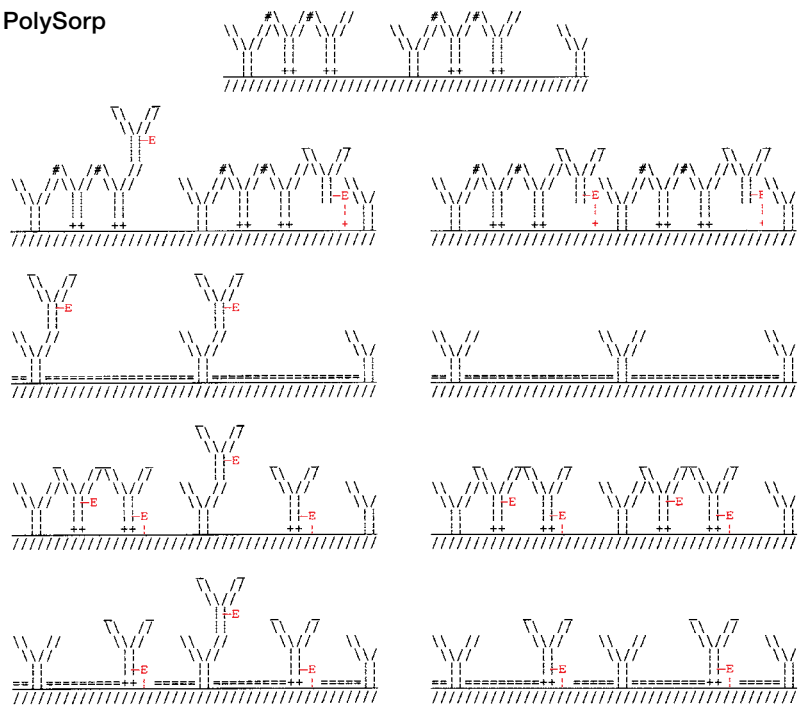 PolySorp
# # # #
++ ++ ++ ++
E
# # # # # # # #
E E E
++ ++ ++ ++ + ++ ++ + ++ ++ +
E E
E
E E E
E E E E
++ ++ ++ ++ ++ ++ ++
E
E E E E
++ ++ ++ ++